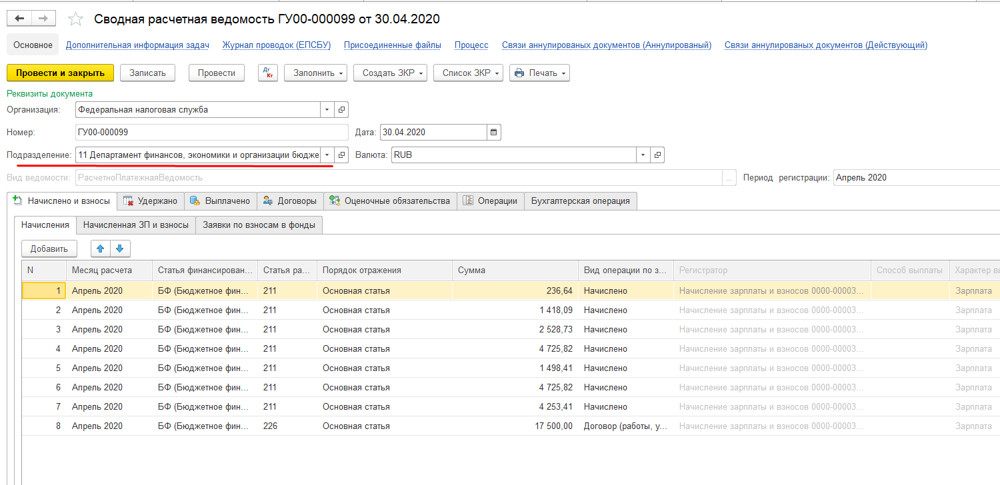 Сводная расчетная ведомость ГУ00-000099 от 30.04.2020
Основное Дополнительная информация задач Журнал проводок (ЕПСБУ) Присоединенные файлы Процесс Связи аннулированых документов (Аннулированый) Связи аннулированых документов (Действующий)
Провести и закрыть Записать Провести Дт Кт Заполнить Создать ЗКР Список ЗКР Печать
Реквизиты документа
Организация: Федеральная налоговая служба
Номер: ГУ00-000099 Дата: 30.04.2020
Подразделение: 11 Департамент финансов, экономики и организации бюдже Валюта: RUB
Вид ведомости: РасчетноПлатежнаяВедомость ... Период регистрации: Апрель 2020
Начислено и взносы Удержано Выплачено Договоры Оценочные обязательства Операции Бухгалтерская операция
Начисления Начисленная ЗП и взносы Заявки по взносам в фонды
Добавить
N Месяц расчета Статья финансирован... Статья ра... Порядок отражения Сумма Вид операции по з... Регистратор Способ выплаты Характер вы
1 Апрель 2020 БФ (Бюджетное фин... 211 Основная статья 236,64 Начислено Начисление зарплаты и взносов 0000-00003... Зарплата
2 Апрель 2020 БФ (Бюджетное фин... 211 Основная статья 1 418,09 Начислено Начисление зарплаты и взносов 0000-00003... Зарплата
3 Апрель 2020 БФ (Бюджетное фин... 211 Основная статья 2 528,73 Начислено Начисление зарплаты и взносов 0000-00003... Зарплата
4 Апрель 2020 БФ (Бюджетное фин... 211 Основная статья 4 725,82 Начислено Начисление зарплаты и взносов 0000-00003... Зарплата
5 Апрель 2020 БФ (Бюджетное фин... 211 Основная статья 1 498,41 Начислено Начисление зарплаты и взносов 0000-00003... Зарплата
6 Апрель 2020 БФ (Бюджетное фин... 211 Основная статья 4 725,82 Начислено Начисление зарплаты и взносов 0000-00003... Зарплата
7 Апрель 2020 БФ (Бюджетное фин... 211 Основная статья 4 253,41 Начислено Начисление зарплаты и взносов 0000-00003... Зарплата
8 Апрель 2020 БФ (Бюджетное фин... 226 Основная статья 17 500,00 Договор (работы, у... Начисление зарплаты и взносов 0000-00003... Зарплата